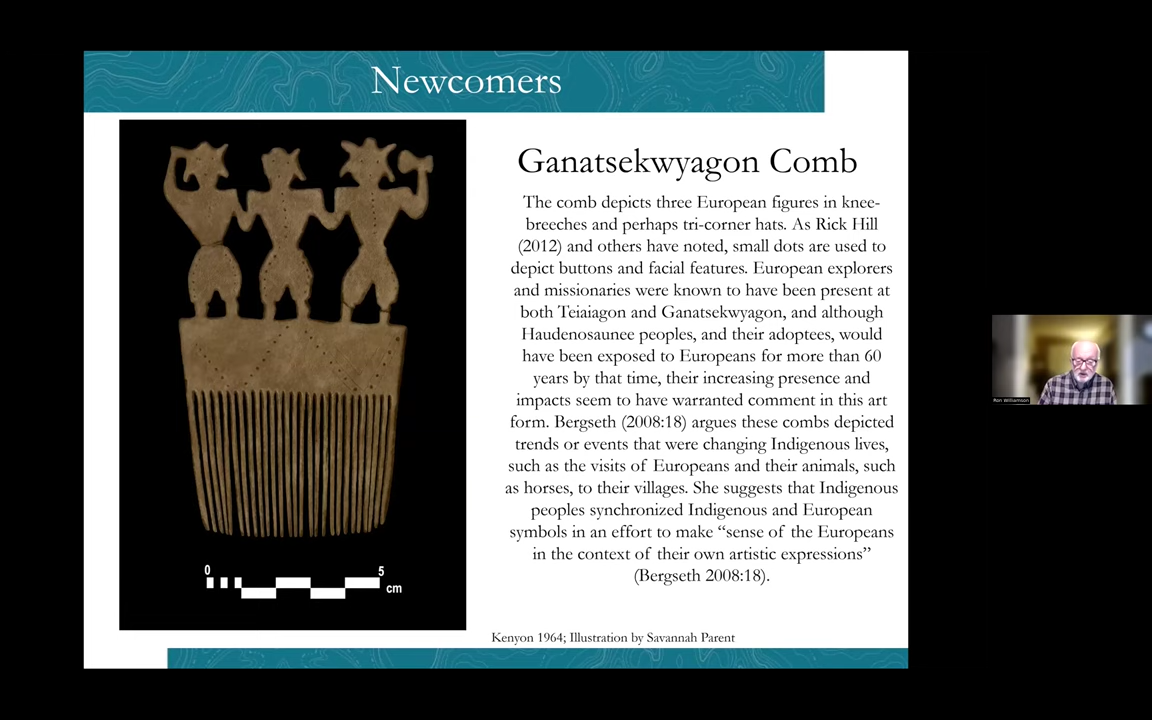 Newcomers
Ganatsekwyagon Comb
The comb depicts three European figures in knee-
breeches and perhaps tri-corner hats. As Rick Hill
(2012) and others have noted, small dots are used to
depict buttons and facial features. European explorers
and missionaries were known to have been present at
both Teiaiagon and Ganatsekwyagon, and although
Haudenosaunee peoples, and their adoptees, would
have been exposed to Europeans for more than 60
years by that time, their increasing presence and
impacts seem to have warranted comment in this art
form. Bergseth (2008:18) argues these combs depicted
trends or events that were changing Indigenous lives,
such as the visits of Europeans and their animals, such
as horses, to their villages. She suggests that Indigenous
peoples synchronized Indigenous and European
symbols in an effort to make “sense of the Europeans
in the context of their own artistic expressions”
(Bergseth 2008:18).
0 5
cm
Kenyon 1964; Illustration by Savannah Parent
Ron Williamson